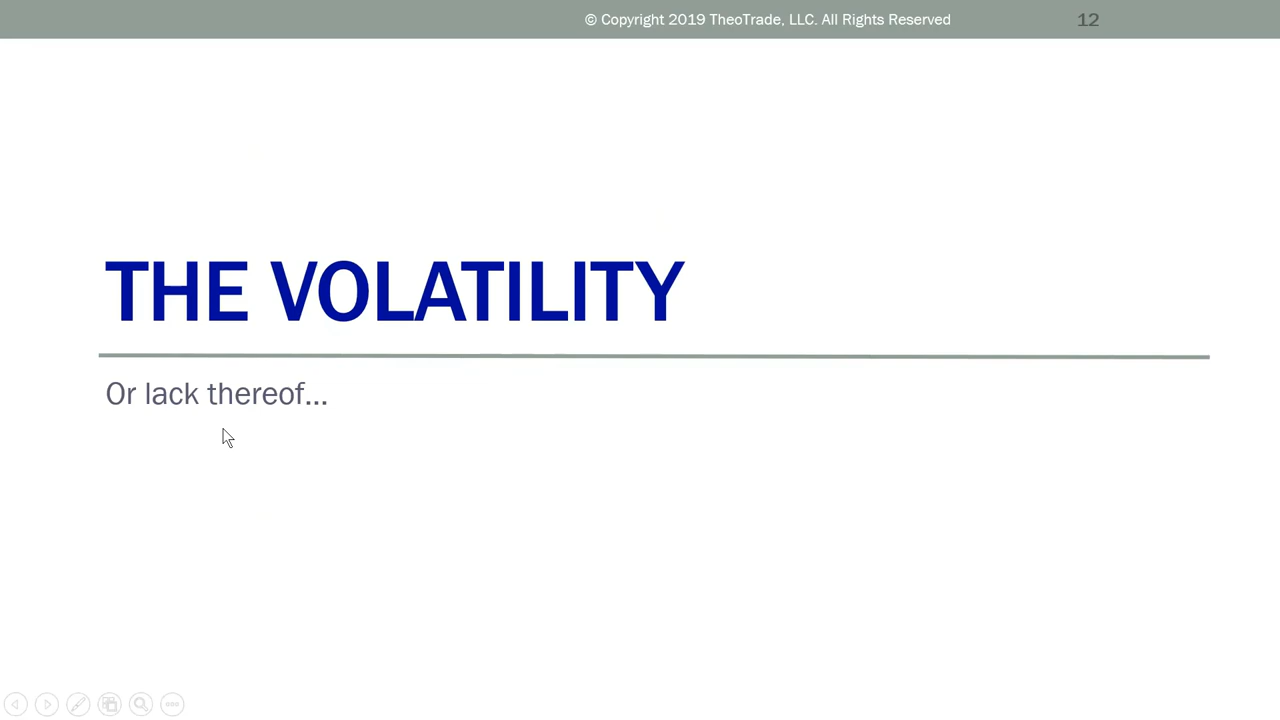 © Copyright 2019 TheoTrade, LLC. All Rights Reserved 12
THE VOLATILITY
Or lack thereof...